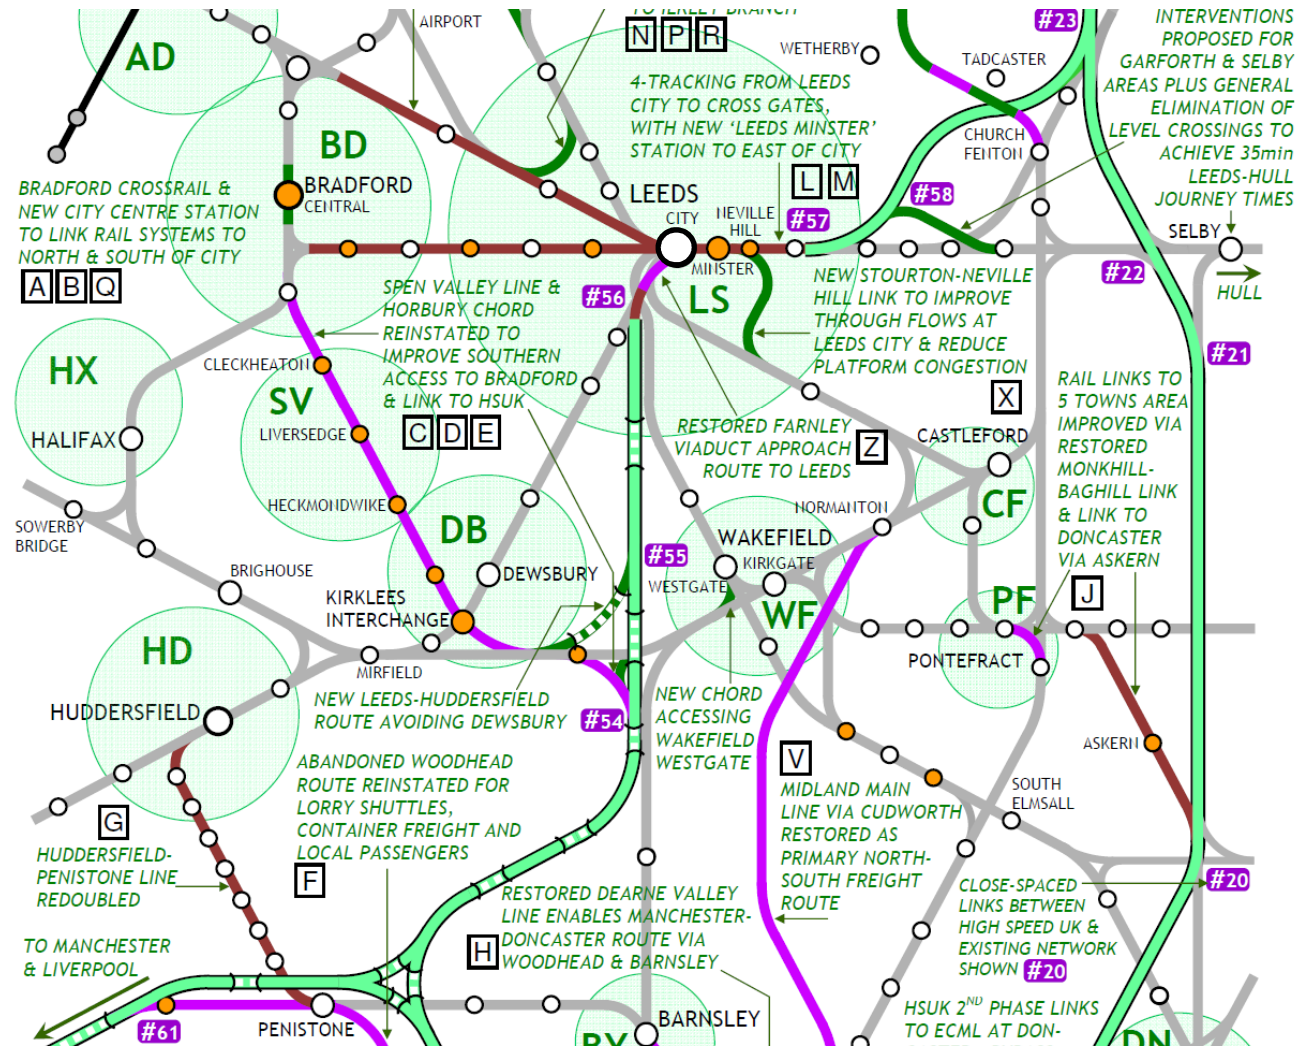 AIRPORT
TO ILKLEY BRANCH
N P R
#23
INTERVENTIONS
PROPOSED FOR
GARFORTH & SELBY
AREAS PLUS GENERAL
ELIMINATION OF
LEVEL CROSSINGS TO
ACHIEVE 35min
LEEDS-HULL
JOURNEY TIMES
AD
WETHERBY
TADCASTER
4-TRACKING FROM LEEDS
CITY TO CROSS GATES,
WITH NEW ‘LEEDS MINSTER’
STATION TO EAST OF CITY
L M
CHURCH
FENTON
BD
BRADFORD
CENTRAL
BRADFORD CROSSRAIL &
NEW CITY CENTRE STATION
TO LINK RAIL SYSTEMS TO
NORTH & SOUTH OF CITY
A B Q
LEEDS
CITY
MINSTER
NEVILLE
HILL
#57
#58
SELBY
#22
HULL
SPEN VALLEY LINE &
HORBURY CHORD
REINSTATED TO
IMPROVE SOUTHERN
ACCESS TO BRADFORD
& LINK TO HSUK
C D E
#56
LS
NEW STOURTON-NEVILLE
HILL LINK TO IMPROVE
THROUGH FLOWS AT
LEEDS CITY & REDUCE
PLATFORM CONGESTION
X
#21
HX
CLECKHEATON
SV
LIVERSEDGE
HALIFAX
HECKMONDWIKE
RAIL LINKS TO
5 TOWNS AREA
IMPROVED VIA
RESTORED
MONKHILL-
BAGHILL LINK
& LINK TO
DONCASTER
VIA ASKERN
J
RESTORED FARNLEY
VIADUCT APPROACH
ROUTE TO LEEDS
Z
CASTLEFORD
CF
NORMANTON
SOWERBY
BRIDGE
DB
WAKEFIELD
KIRKGATE
WESTGATE
#55
BRIGHOUSE
DEWSBURY
KIRKLEES
INTERCHANGE
WF
PF
PONTEFRACT
HD
MIRFIELD
HUDDERSFIELD
NEW LEEDS-HUDDERSFIELD
ROUTE AVOIDING DEWSBURY
#54
NEW CHORD
ACCESSING
WAKEFIELD
WESTGATE
ASKERN
V
ABANDONED WOODHEAD
ROUTE REINSTATED FOR
LORRY SHUTTLES,
CONTAINER FREIGHT AND
LOCAL PASSENGERS
F
MIDLAND MAIN
LINE VIA CUDWORTH
RESTORED AS
PRIMARY NORTH-
SOUTH FREIGHT
ROUTE
SOUTH
ELMSALL
G
HUDDERSFIELD-
PENISTONE LINE
REDOUBLED
CLOSE-SPACED
LINKS BETWEEN
HIGH SPEED UK &
EXISTING NETWORK
SHOWN #20
#20
RESTORED DEARNE VALLEY
LINE ENABLES MANCHESTER-
DONCASTER ROUTE VIA
WOODHEAD & BARNSLEY
H
TO MANCHESTER
& LIVERPOOL
#61
PENISTONE
BARNSLEY
BY
HSUK 2ND PHASE LINKS
TO ECML AT DON-
DN